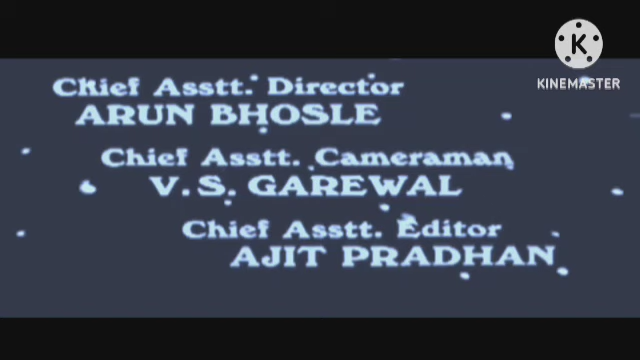 KINEMASTER
Chief Asstt. Director
ARUN BHOSLE
Chief Asstt. Cameraman
V. S. GAREWAL
Chief Asstt. Editor
AJIT PRADHAN